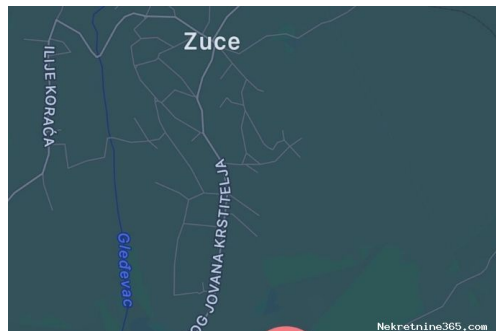 Zuce
ILIJE KORAĆA
Gleđevac
OG JOVANA KRSTITELJA
Nekretnine365.com